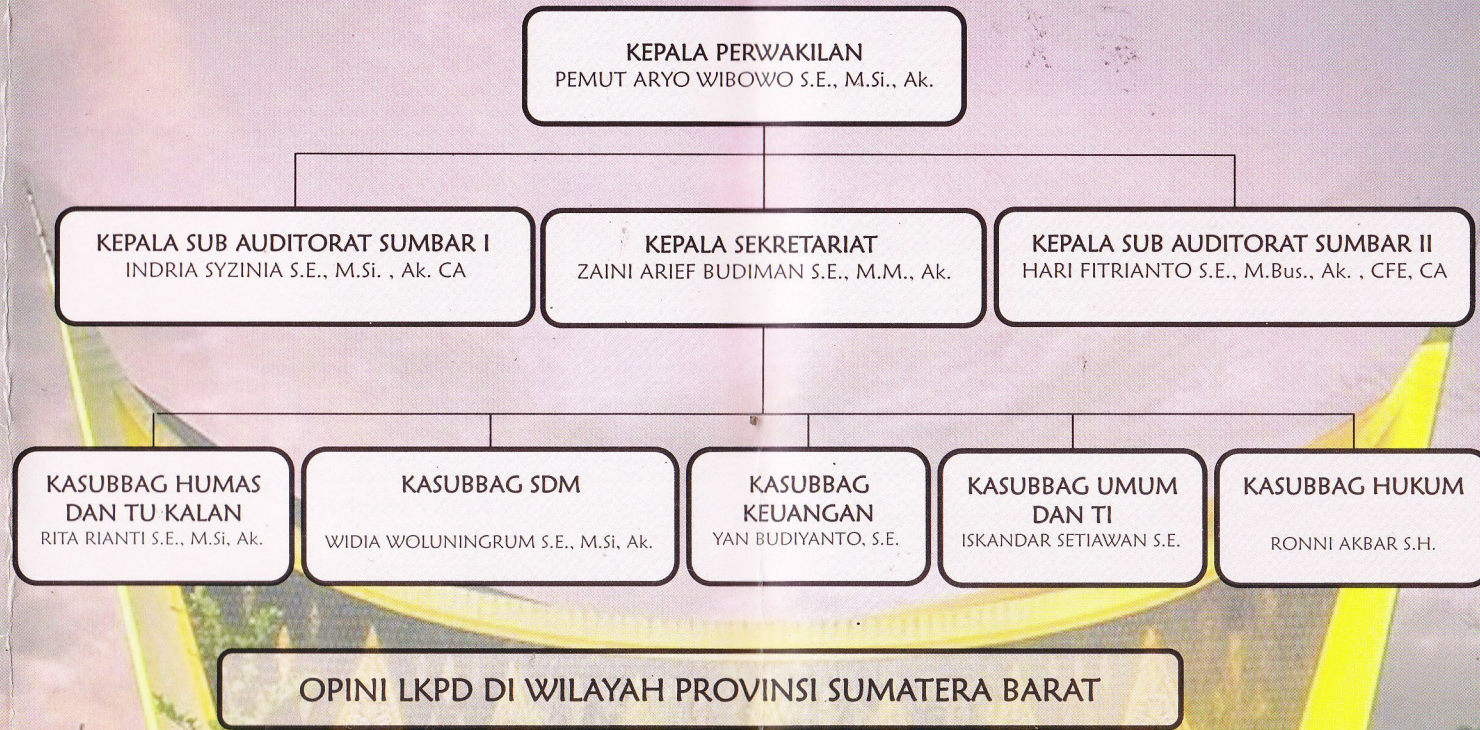 KEPALA PERWAKILAN
PEMUT ARYO WIBOWO S.E., M.Si., Ak.
KEPALA SUB AUDITORAT SUMBAR I
INDRIA SYZINIA S.E., M.Si. , Ak. CA
KEPALA SEKRETARIAT
ZAINI ARIEF BUDIMAN S.E., M.M., Ak.
KEPALA SUB AUDITORAT SUMBAR II
HARI FITRIANTO S.E., M.Bus., Ak. , CFE, CA
KASUBBAG HUMAS
DAN TU KALAN
RITA RIANTI S.E., M.Si, Ak.
KASUBBAG SDM
WIDIA WOLUNINGRUM S.E., M.Si, Ak.
KASUBBAG
KEUANGAN
YAN BUDIYANTO, S.E.
KASUBBAG UMUM
DAN TI
ISKANDAR SETIAWAN S.E.
KASUBBAG HUKUM
RONNI AKBAR S.H.
OPINI LKPD DI WILAYAH PROVINSI SUMATERA BARAT